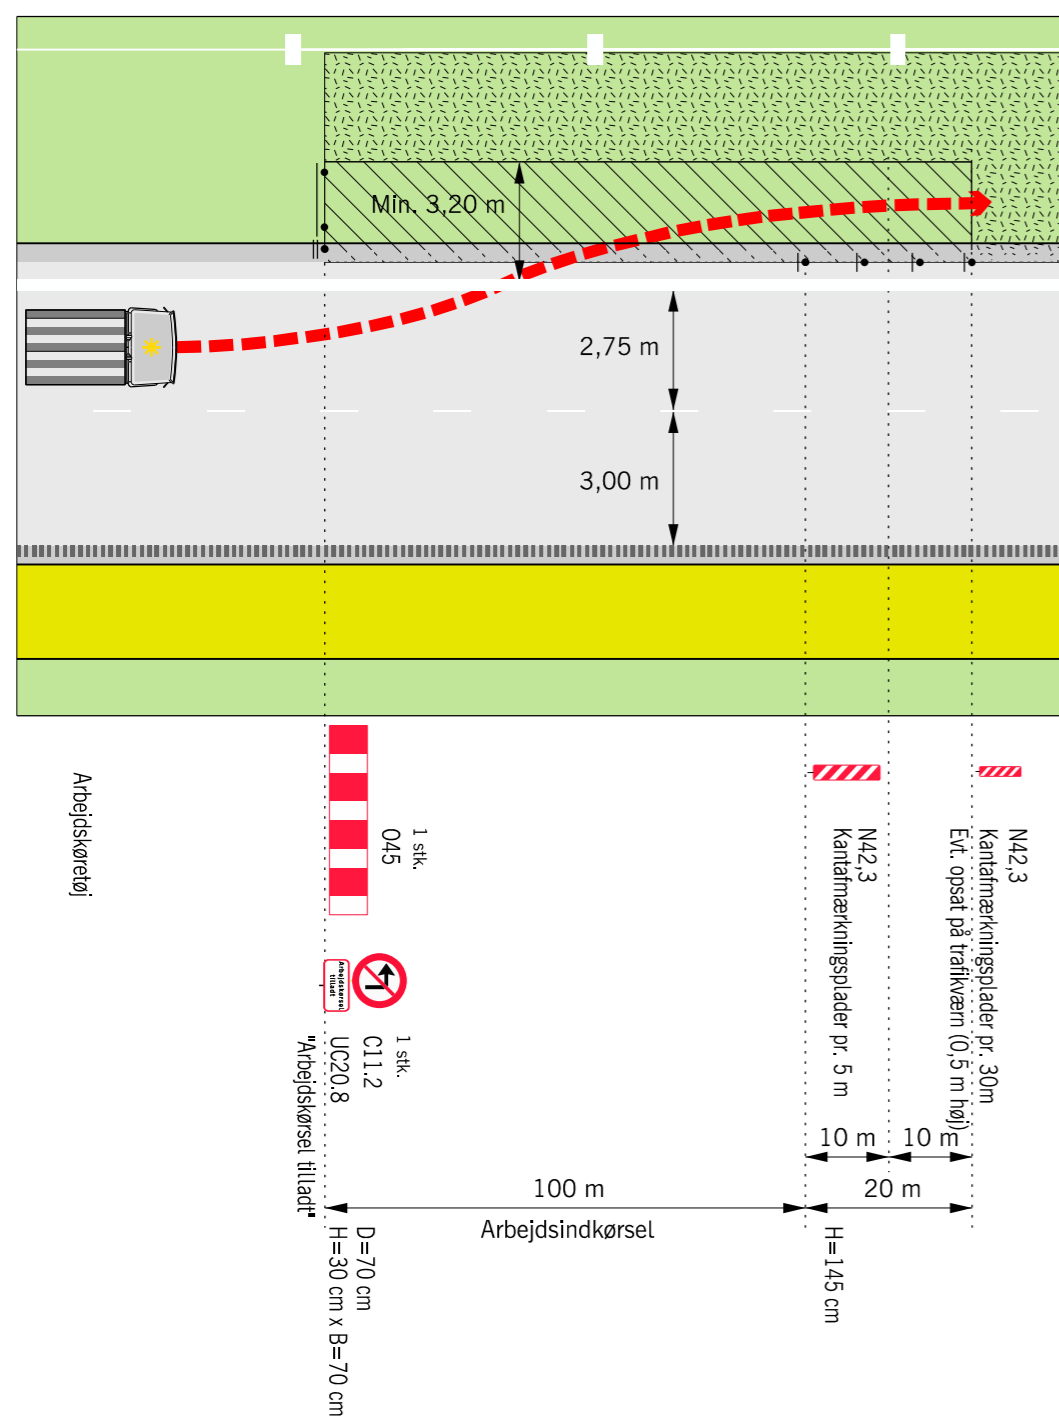 Min. 3,20 m
2,75 m
3,00 m
Arbejdskøretøj
1 stk.
O45
Arbejdskørsel
tilladt
1 stk.
C11.2
UC20.8
"Arbejdskørsel tilladt"
D=70 cm
H=30 cm x B=70 cm
N42,3
Kantafmærkningsplader pr. 5 m
H=145 cm
N42,3
Kantafmærkningsplader pr. 30m
Evt. opsat på trafikværn (0,5 m høj)
10 m
10 m
100 m
20 m
Arbejdsindkørsel